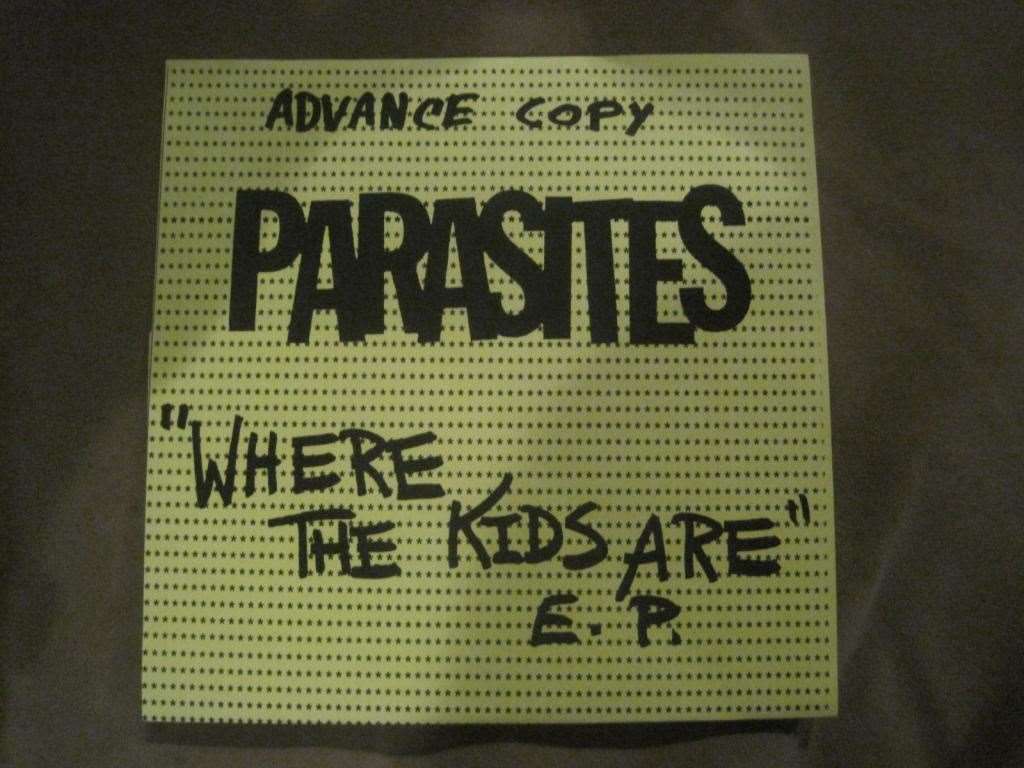 ADVANCE COPY
PARASITES
"WHERE
THE KIDS ARE"
E.P.